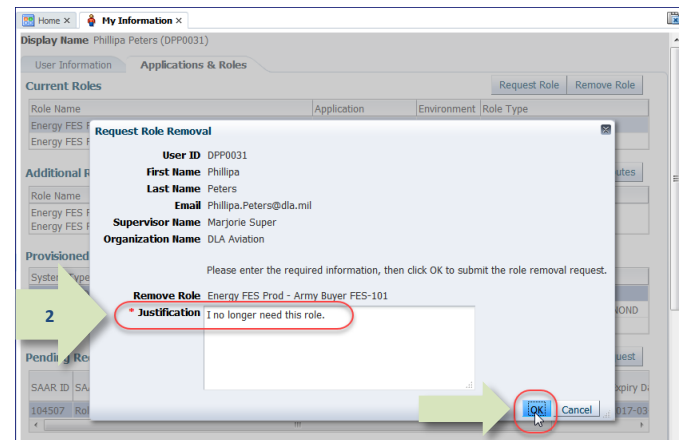 Home × My Information ×
Display Name Phillipa Peters (DPP0031)
User Information Applications & Roles
Current Roles Request Role Remove Role
Role Name Application Environment Role Type
Energy FES
Request Role Removal
Energy FES
User ID DPP0031
First Name Phillipa
Additional
Last Name Peters
Role Name
Email Phillipa.Peters@dla.mil
Energy FES
Supervisor Name Marjorie Super
Energy FES
Organization Name DLA Aviation
Provisioned
Please enter the required information, then click OK to submit the role removal request.
System Type
Remove Role Energy FES Prod - Army Buyer FES-101
2
* Justification I no longer need this role.
Pending
SAAR ID
104507
OK Cancel